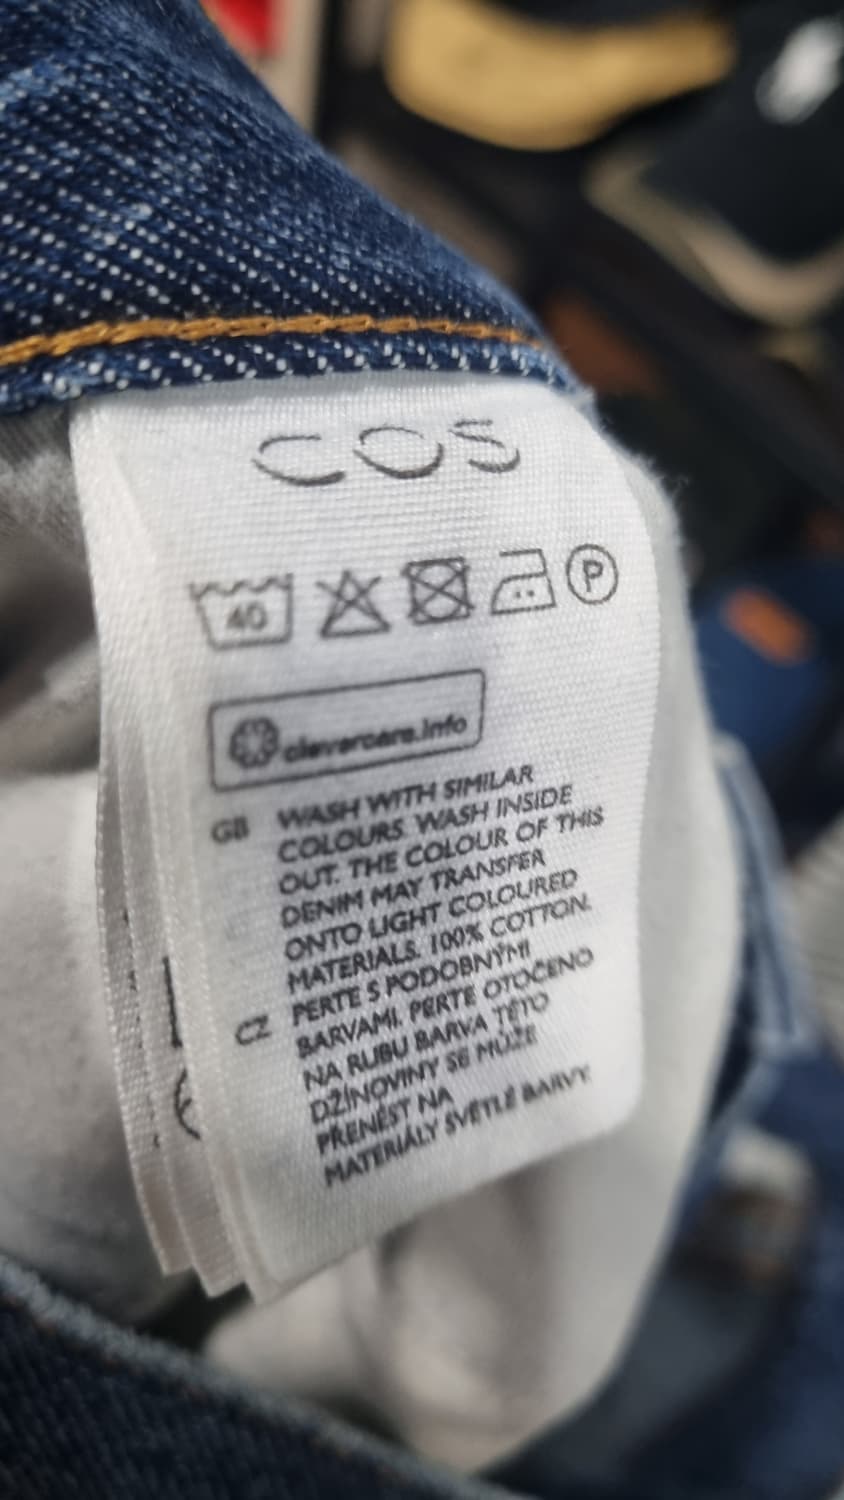 COS
40
P
clevercare.info
GB WASH WITH SIMILAR
COLOURS. WASH INSIDE
OUT. THE COLOUR OF THIS
DENIM MAY TRANSFER
ONTO LIGHT COLOURED
MATERIALS. 100% COTTON.
CZ PERTE S PODOBNÝMI
BARVAMI. PERTE OTOČENO
NA RUBU BARVA TÉTO
DŽÍNOVINY SE MŮŽE
PŘENÉST NA
MATERIÁLY SVĚTLÉ BARVY.